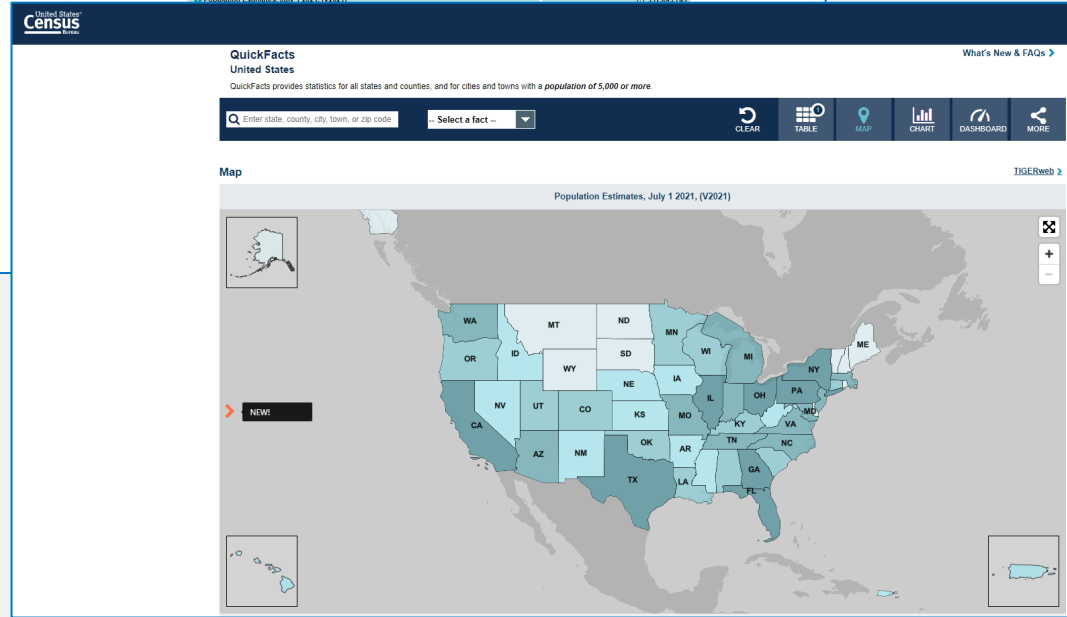 United States®
Census
Bureau
QuickFacts
What's New & FAQs
United States
QuickFacts provides statistics for all states and counties, and for cities and towns with a population of 5,000 or more.
Enter state, county, city, town, or zip code
-- Select a fact --
CLEAR
1
TABLE
MAP
CHART
DASHBOARD
MORE
Map
TIGERweb
Population Estimates, July 1 2021, (V2021)
+
−
WA
MT
ND
MN
ME
OR
ID
SD
WI
MI
NY
WY
IA
PA
NE
OH
NV
UT
CO
IL
MD
KS
MO
KY
VA
CA
NEW!
TN
NC
AZ
NM
OK
AR
GA
TX
LA
FL